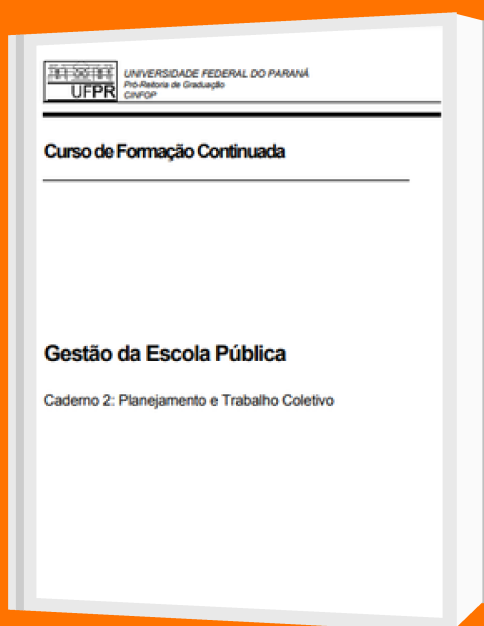 UFPR
UNIVERSIDADE FEDERAL DO PARANÁ
Pró-Reitoria de Graduação
CINFOP
Curso de Formação Continuada
Gestão da Escola Pública
Caderno 2: Planejamento e Trabalho Coletivo